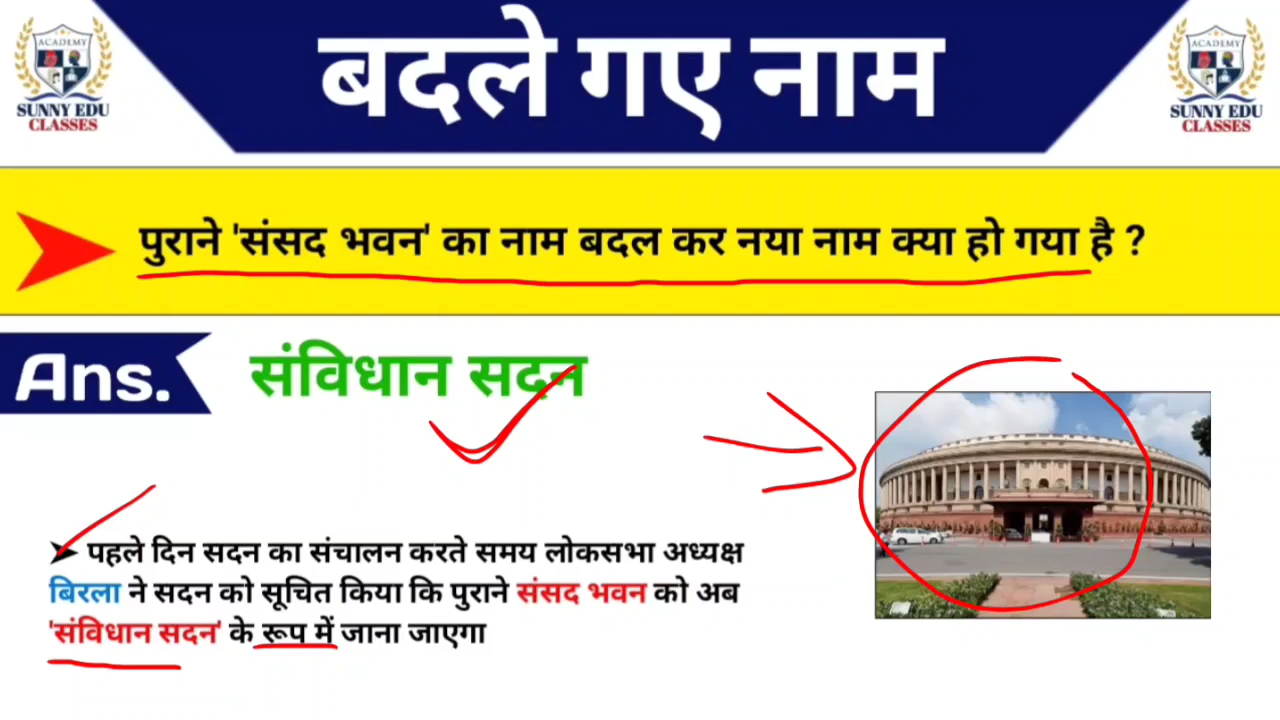 ACADEMY
SUNNY EDU
CLASSES
बदले गए नाम
ACADEMY
SUNNY EDU
CLASSES
पुराने 'संसद भवन' का नाम बदल कर नया नाम क्या हो गया है ?
Ans.
संविधान सदन
➤ पहले दिन सदन का संचालन करते समय लोकसभा अध्यक्ष
बिरला ने सदन को सूचित किया कि पुराने संसद भवन को अब
'संविधान सदन' के रूप में जाना जाएगा